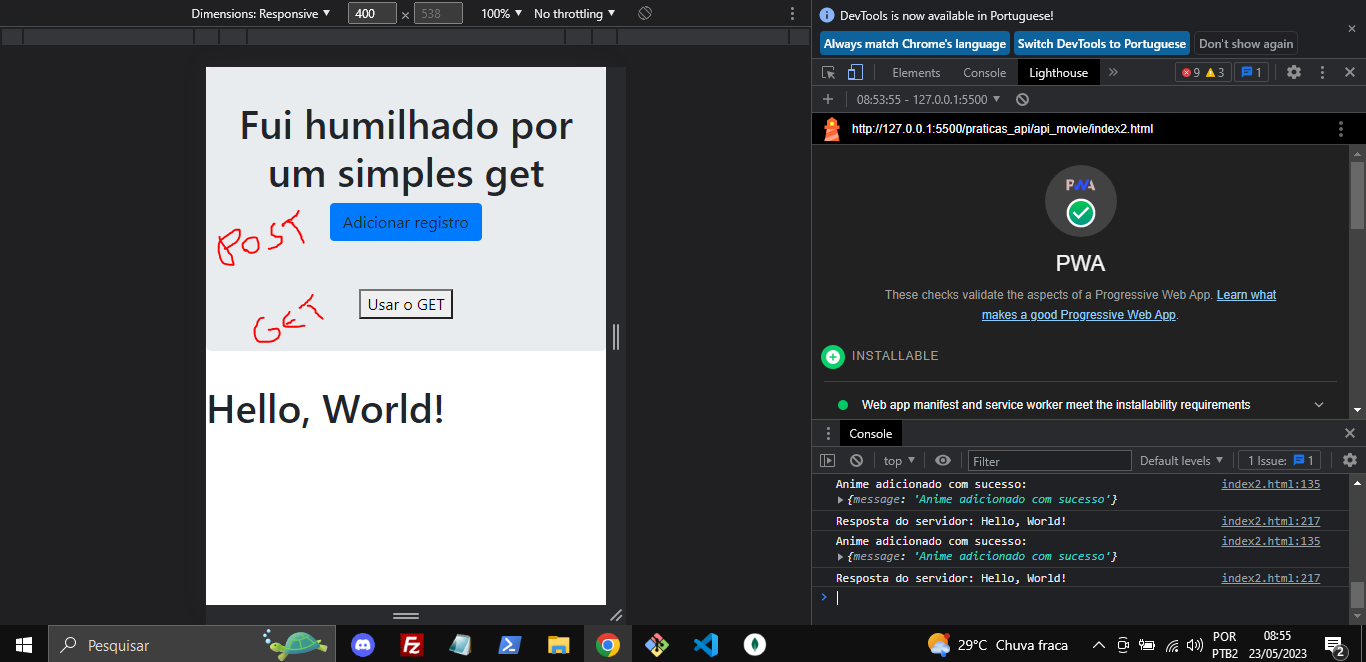 Dimensions: Responsive ▼ 400 × 538 100% ▼ No throttling ▼
Fui humilhado por
um simples get
Adicionar registro
POST
Usar o GET
GET
Hello, World!
DevTools is now available in Portuguese!
Always match Chrome's language Switch DevTools to Portuguese Don't show again
Elements Console Lighthouse » 9 3 1
+ 08:53:55 - 127.0.0.1:5500 ▼
http://127.0.0.1:5500/praticas_api/api_movie/index2.html
PWA
PWA
These checks validate the aspects of a Progressive Web App. Learn what
makes a good Progressive Web App.
INSTALLABLE
Web app manifest and service worker meet the installability requirements
Console
top ▼ Filter Default levels ▼ 1 Issue: 1
Anime adicionado com sucesso: index2.html:135
{message: 'Anime adicionado com sucesso'}
Resposta do servidor: Hello, World! index2.html:217
Anime adicionado com sucesso: index2.html:135
{message: 'Anime adicionado com sucesso'}
Resposta do servidor: Hello, World! index2.html:217
Pesquisar
29°C Chuva fraca
POR
PTB2
08:55
23/05/2023
2